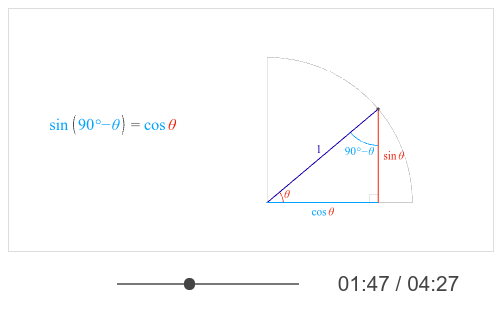 sin (90°−θ) = cos θ
1
90°−θ
sin θ
θ
cos θ
01:47 / 04:27